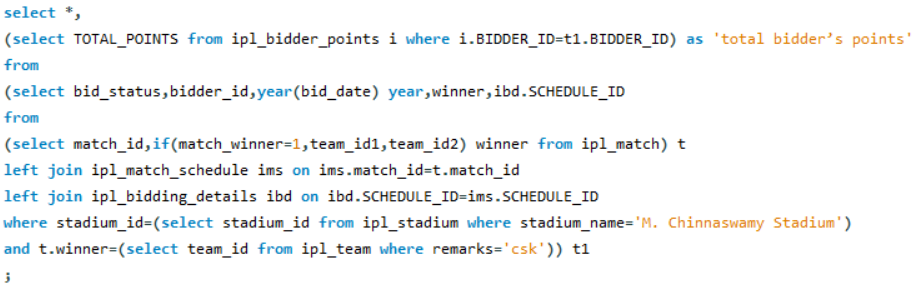 select *,
(select TOTAL_POINTS from ipl_bidder_points i where i.BIDDER_ID=t1.BIDDER_ID) as 'total bidder’s points'
from
(select bid_status,bidder_id,year(bid_date) year,winner,ibd.SCHEDULE_ID
from
(select match_id,if(match_winner=1,team_id1,team_id2) winner from ipl_match) t
left join ipl_match_schedule ims on ims.match_id=t.match_id
left join ipl_bidding_details ibd on ibd.SCHEDULE_ID=ims.SCHEDULE_ID
where stadium_id=(select stadium_id from ipl_stadium where stadium_name='M. Chinnaswamy Stadium')
and t.winner=(select team_id from ipl_team where remarks='csk')) t1
;